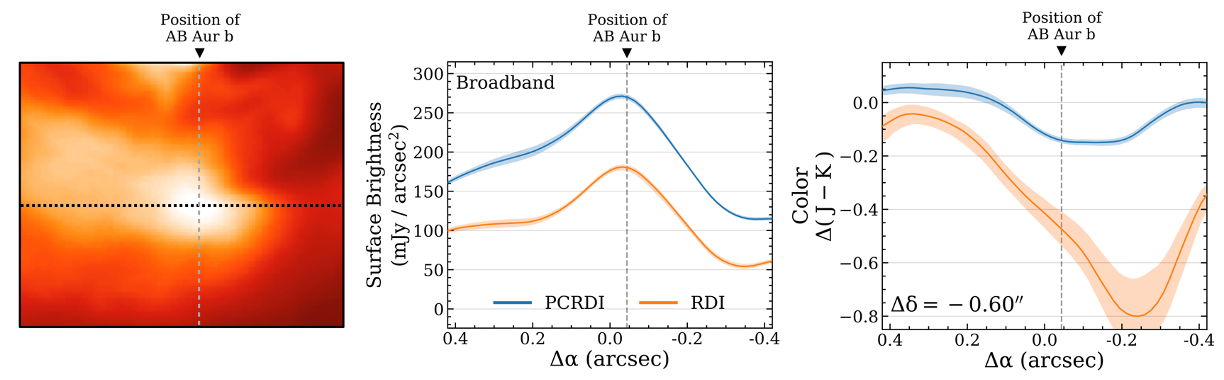 Position of
AB Aur b
Position of
AB Aur b
Broadband
300
250
200
150
100
50
0
Surface Brightness
(mJy / arcsec²)
PCRDI
RDI
0.4
0.2
0.0
-0.2
-0.4
Δα (arcsec)
Position of
AB Aur b
0.0
−0.2
−0.4
−0.6
−0.8
Color
Δ( J − K )
Δδ = − 0.60″
0.4
0.2
0.0
-0.2
-0.4
Δα (arcsec)